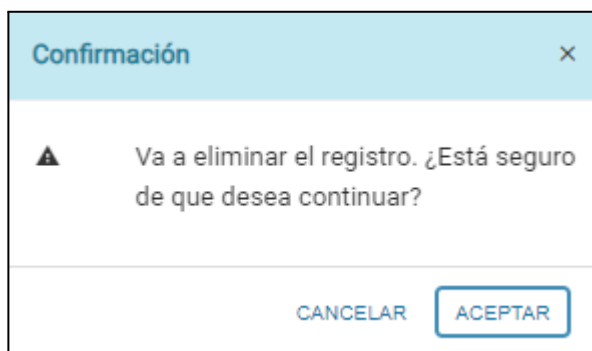 Confirmación
Va a eliminar el registro. ¿Está seguro
de que desea continuar?
CANCELAR ACEPTAR